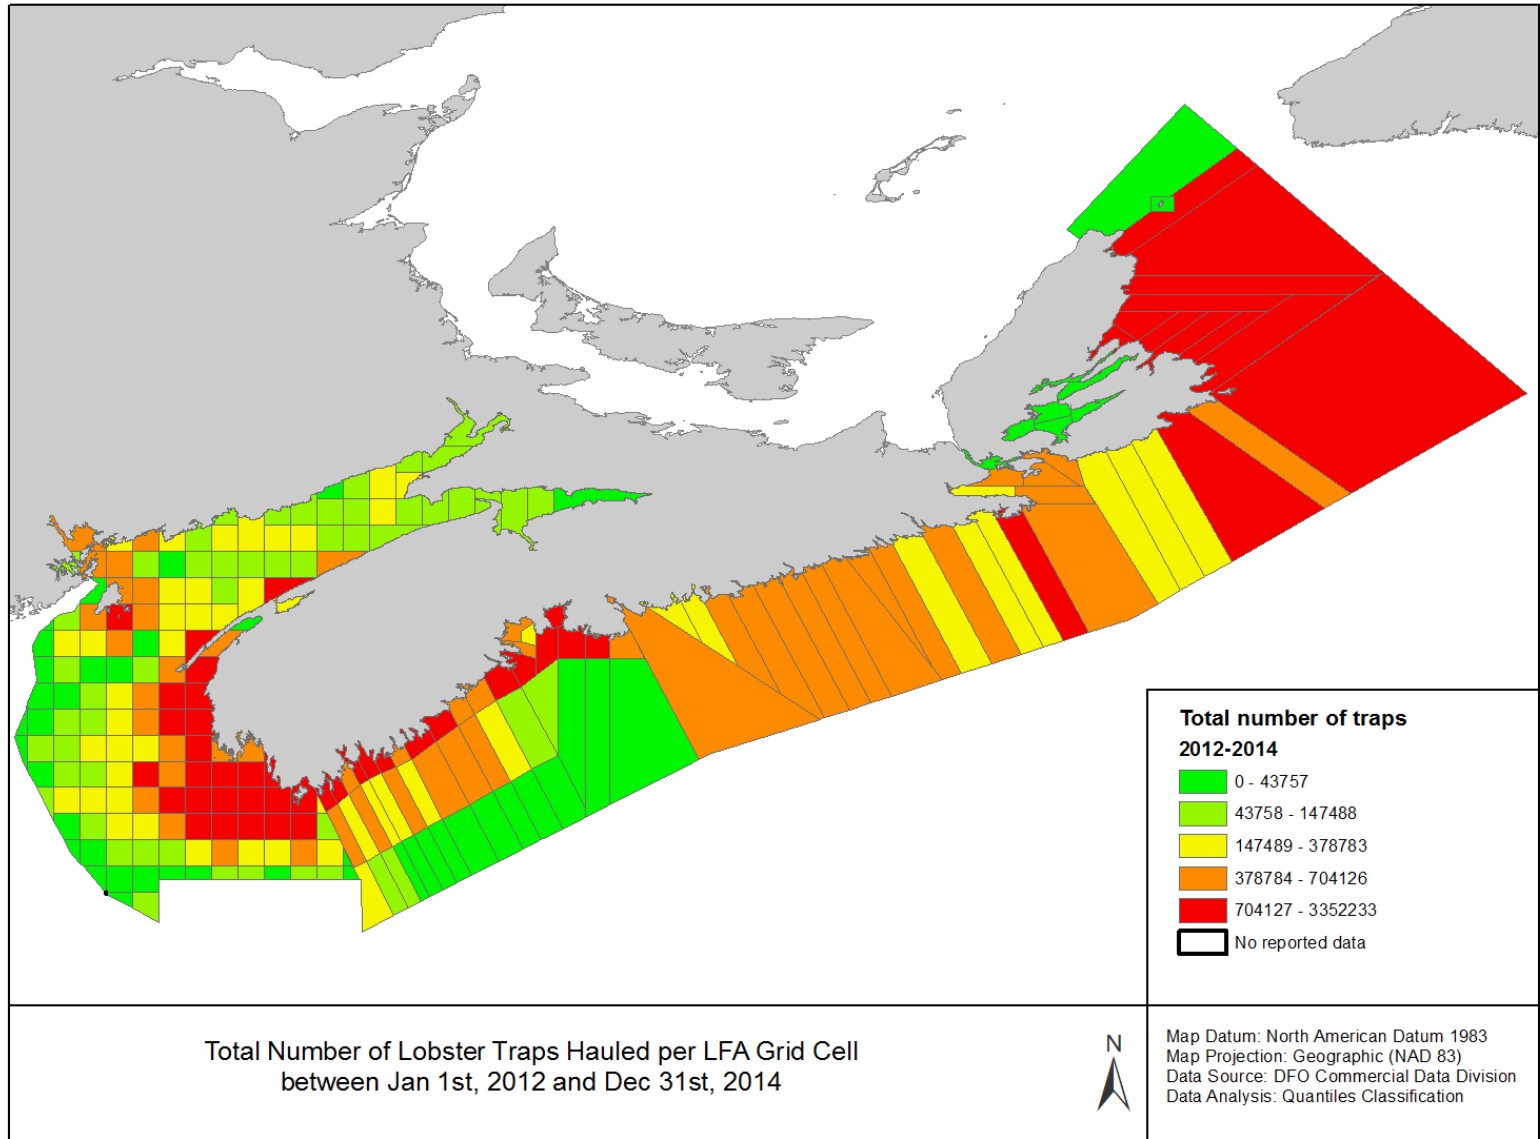 Total number of traps
2012-2014
0 - 43757
43758 - 147488
147489 - 378783
378784 - 704126
704127 - 3352233
No reported data
Total Number of Lobster Traps Hauled per LFA Grid Cell
between Jan 1st, 2012 and Dec 31st, 2014
N
Map Datum: North American Datum 1983
Map Projection: Geographic (NAD 83)
Data Source: DFO Commercial Data Division
Data Analysis: Quantiles Classification